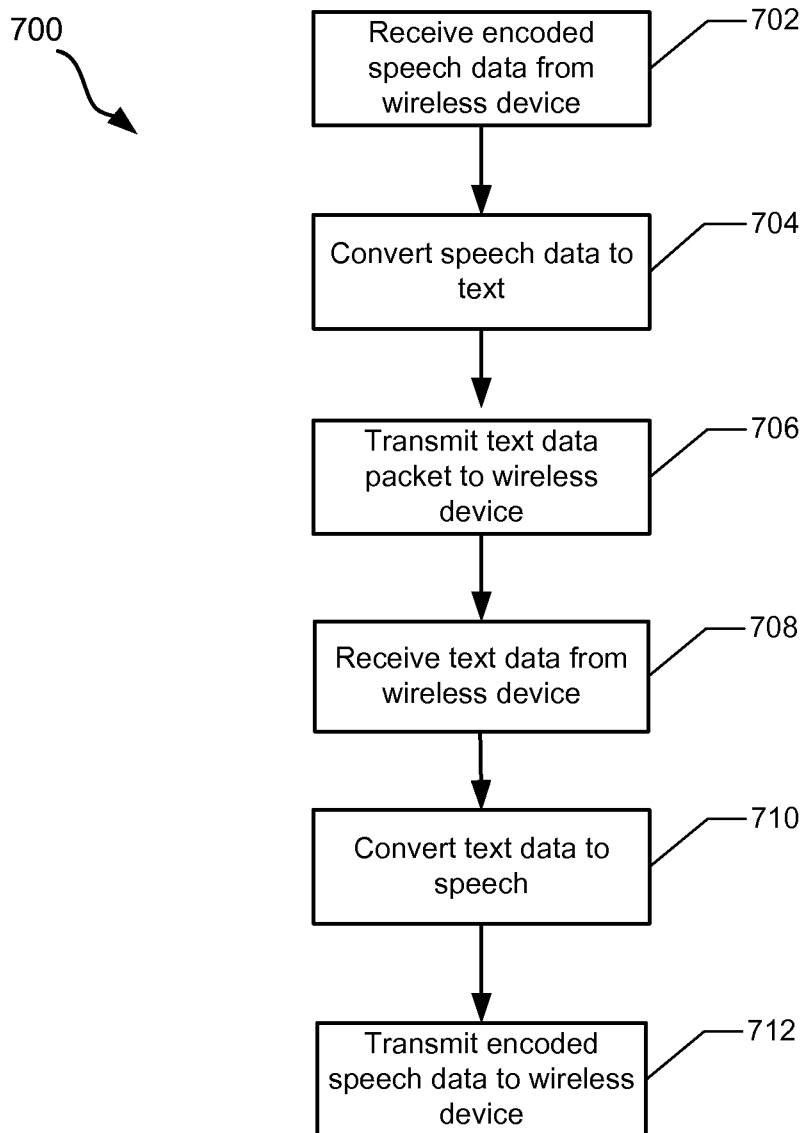 700
Receive encoded
speech data from
wireless device
702
Convert speech data to
text
704
Transmit text data
packet to wireless
device
706
Receive text data from
wireless device
708
Convert text data to
speech
710
Transmit encoded
speech data to wireless
device
712